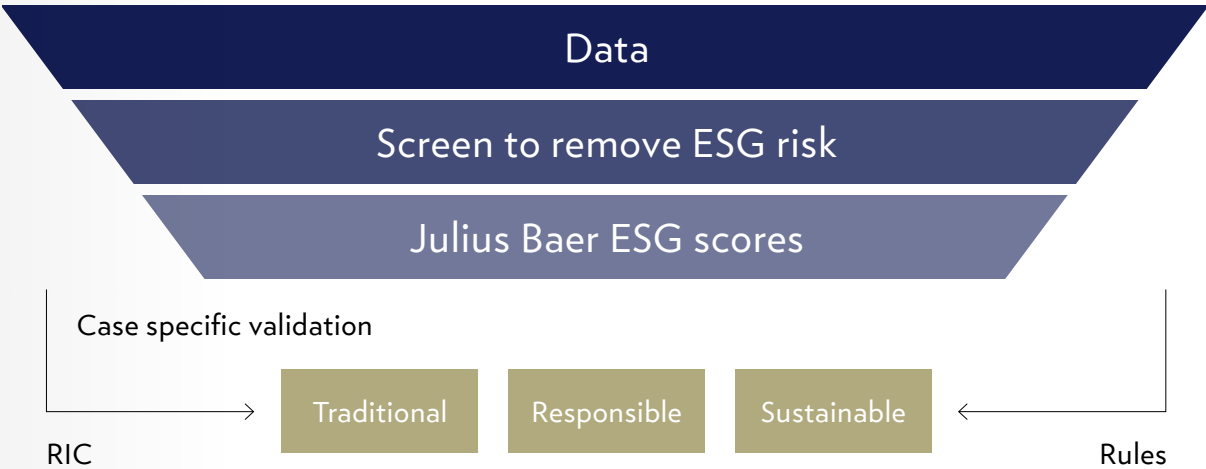 Data
Screen to remove ESG risk
Julius Baer ESG scores
Case specific validation
Traditional
Responsible
Sustainable
RIC
Rules